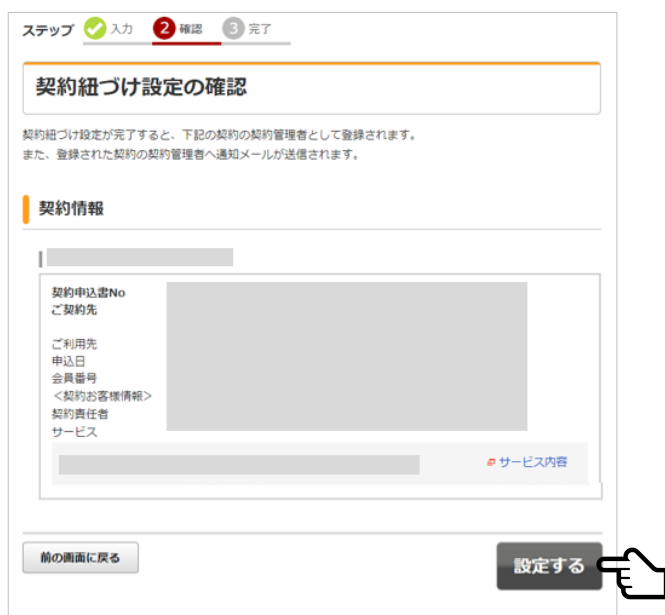 ステップ 入力 2 確認 3 完了
契約紐づけ設定の確認
契約紐づけ設定が完了すると、下記の契約の契約管理者として登録されます。
また、登録された契約の契約管理者へ通知メールが送信されます。
契約情報
契約申込書No
ご契約先
ご利用先
申込日
会員番号
＜契約お客様情報＞
契約責任者
サービス
サービス内容
前の画面に戻る
設定する